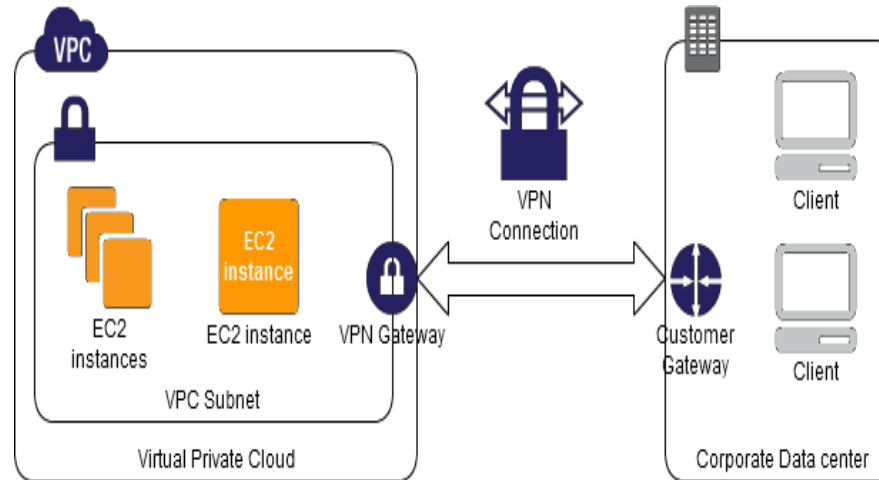 VPC
VPN
Connection
Client
EC2
instance
EC2
instances
EC2 instance
VPN Gateway
Customer
Gateway
Client
VPC Subnet
Virtual Private Cloud
Corporate Data center